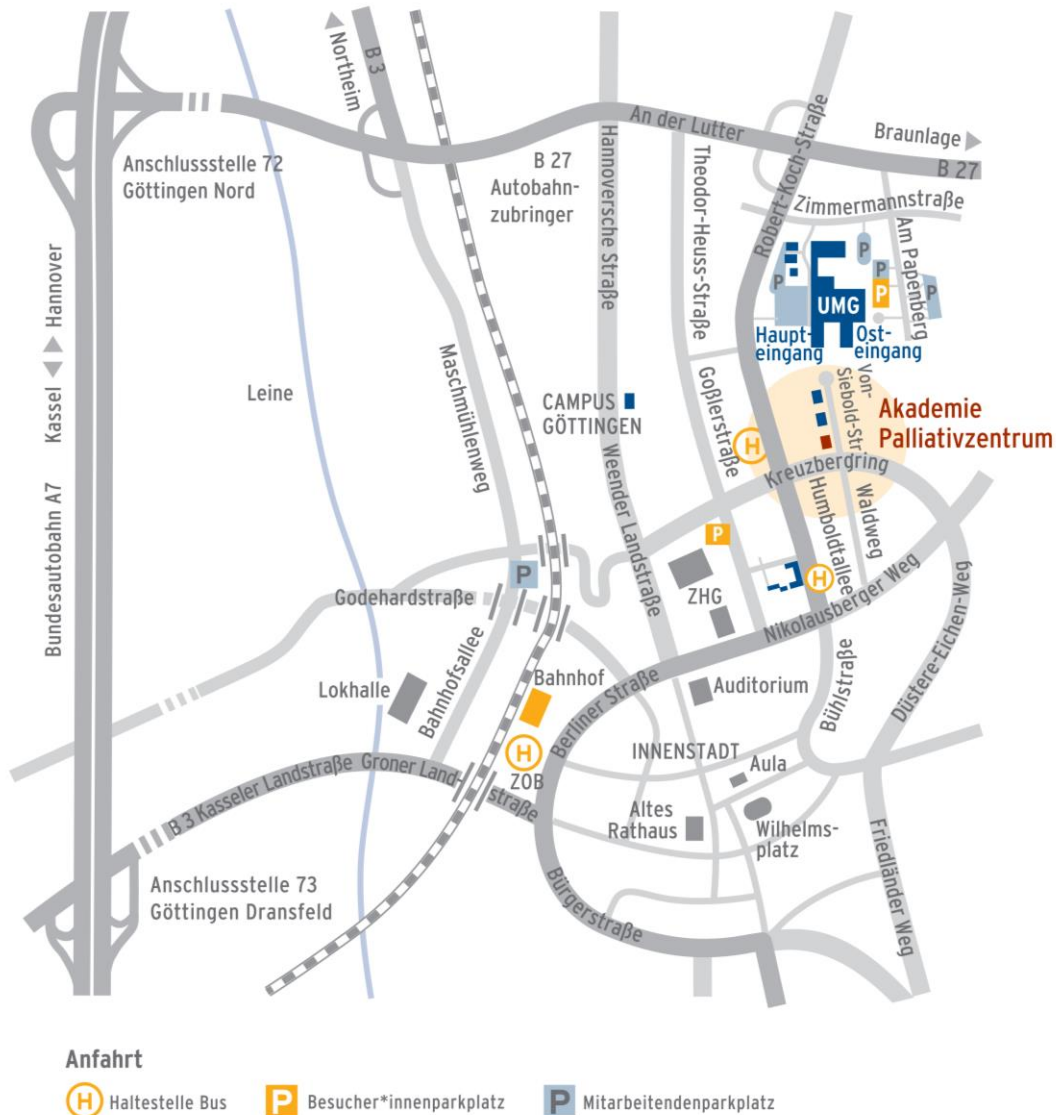 Northeim
B 3
An der Lutter
Braunlage
B 27
Anschlussstelle 72
Göttingen Nord
B 27
Autobahn-
zubringer
Hannoversche Straße
Theodor-Heuss-Straße
Robert-Koch-Straße
Zimmermannstraße
Am Papenberg
P
P
P
P
P
UMG
Haupt-
eingang
Ost-
eingang
Kassel
Hannover
Bundesautobahn A7
Leine
Maschmühlenweg
CAMPUS
GÖTTINGEN
Goßlerstraße
Von-
Siebold-Str
Akademie
Palliativzentrum
H
Kreuzbergring
Weender Landstraße
Humboldtallee
Waldweg
P
P
ZHG
H
Nikolausberger Weg
Godehardstraße
Düstere-Eichen-Weg
Bühlstraße
Lokhalle
Bahnhofsallee
Bahnhof
Berliner Straße
Auditorium
H
ZOB
INNENSTADT
Aula
B 3 Kasseler Landstraße
Groner Land-
straße
Altes
Rathaus
Wilhelms-
platz
Friedländer Weg
Bürgerstraße
Anschlussstelle 73
Göttingen Dransfeld
Anfahrt
H Haltestelle Bus
P Besucher*innenparkplatz
P Mitarbeitendenparkplatz